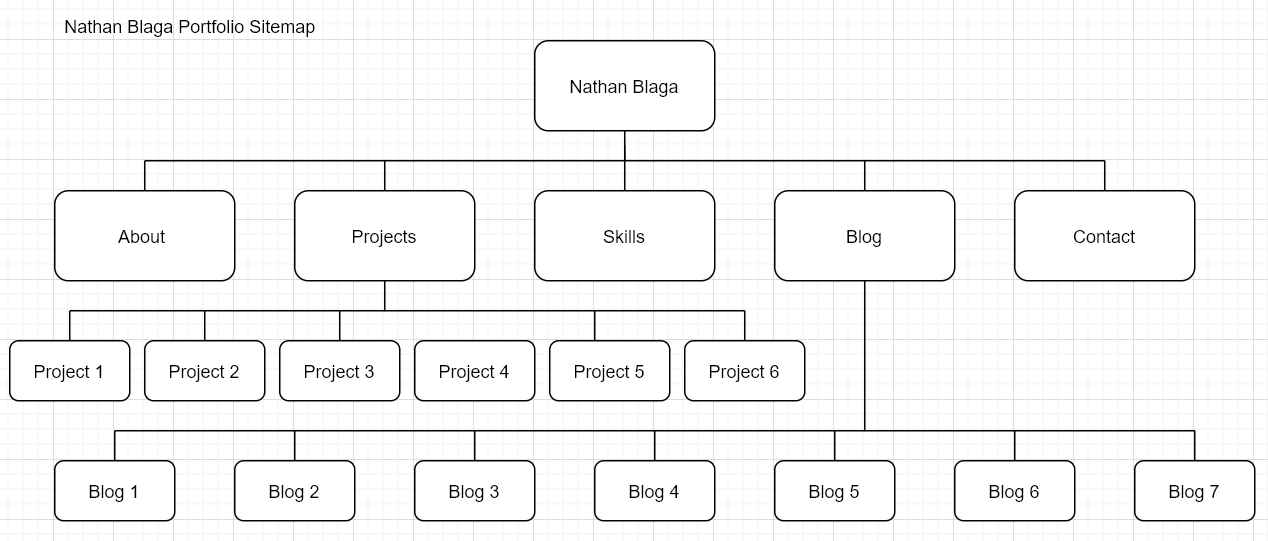 Nathan Blaga Portfolio Sitemap
Nathan Blaga
About
Projects
Skills
Blog
Contact
Project 1
Project 2
Project 3
Project 4
Project 5
Project 6
Blog 1
Blog 2
Blog 3
Blog 4
Blog 5
Blog 6
Blog 7